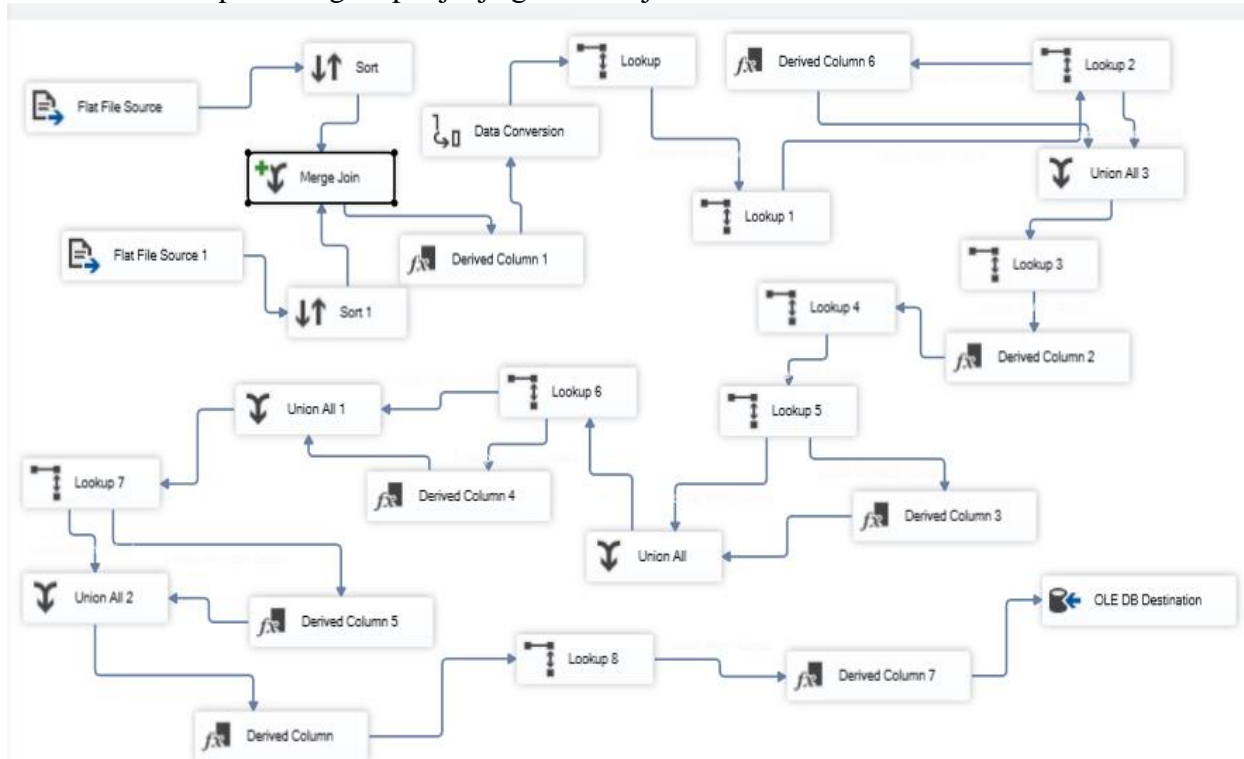 Sort
Lookup
Derived Column 6
Lookup 2
Flat File Source
Data Conversion
Merge Join
Union All 3
Lookup 1
Flat File Source 1
Derived Column 1
Lookup 3
Sort 1
Lookup 4
Derived Column 2
Union All 1
Lookup 6
Lookup 5
Lookup 7
Derived Column 4
Derived Column 3
Union All
Union All 2
Derived Column 5
OLE DB Destination
Lookup 8
Derived Column 7
Derived Column